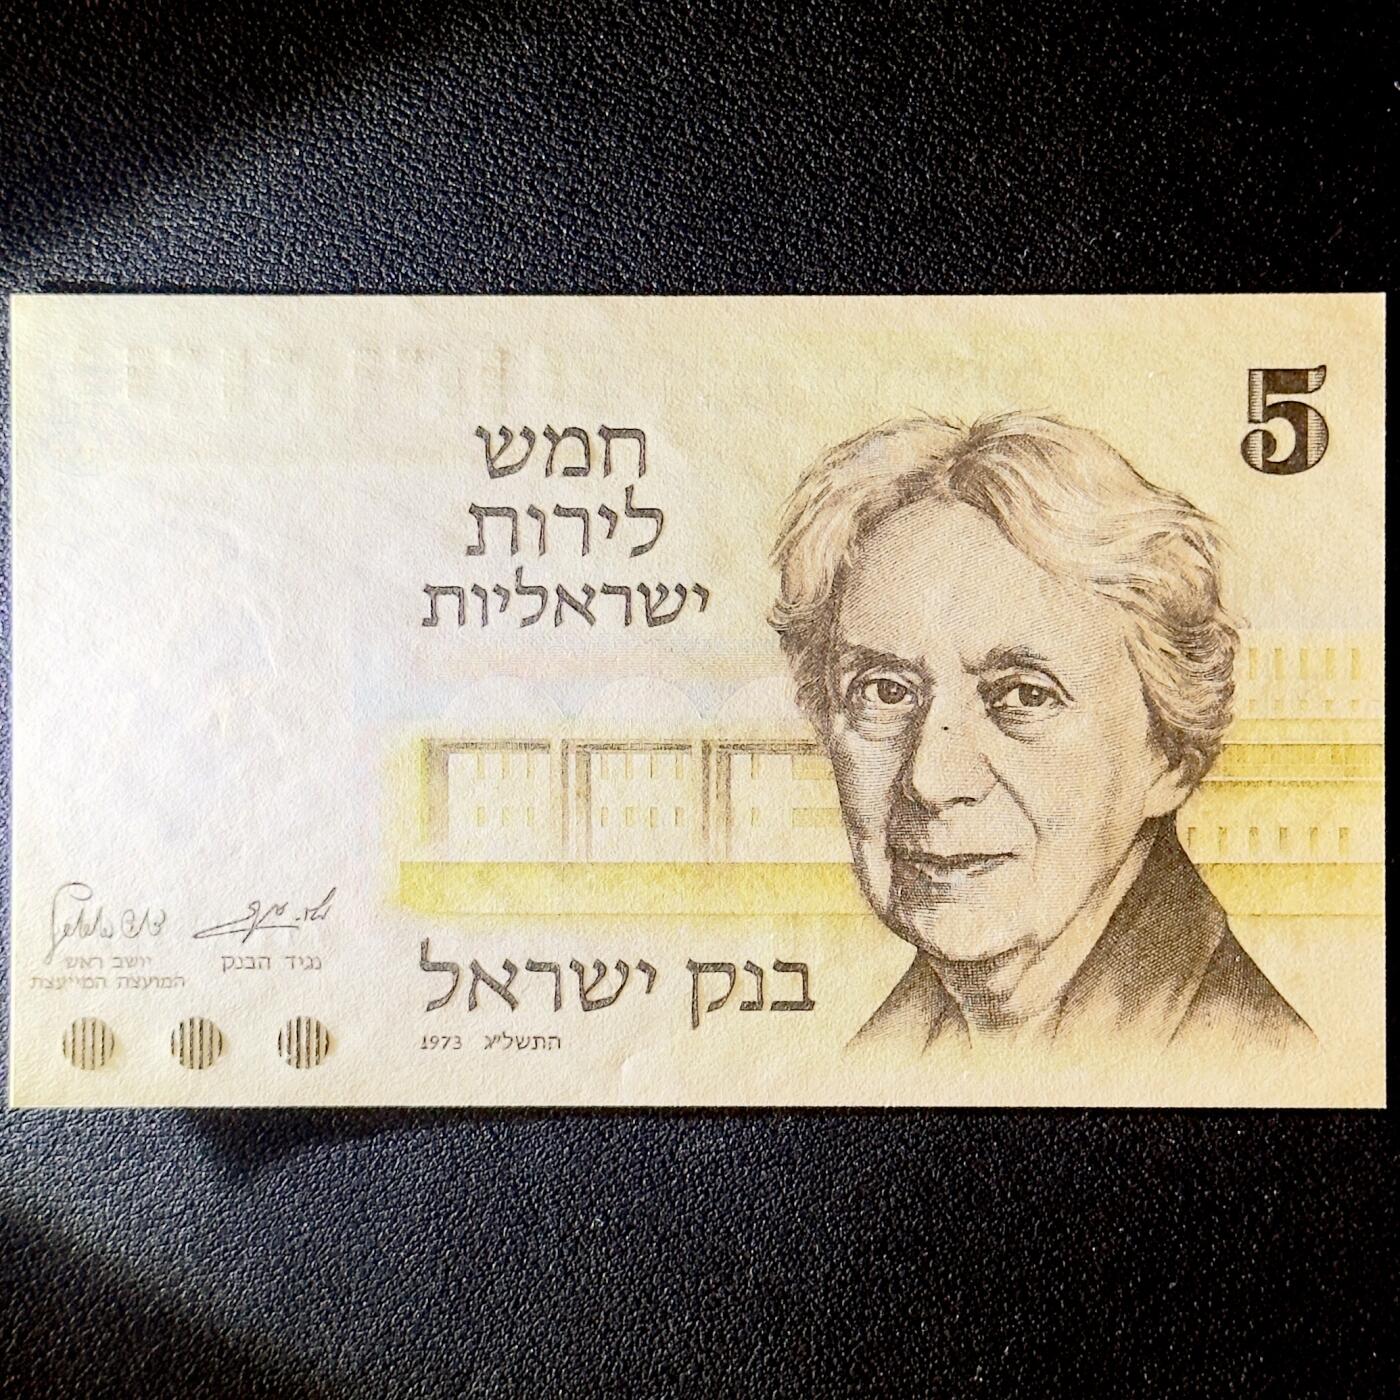 5
חמש
לירות
ישראליות
בנק ישראל
התשל״ג 1973
נגיד הבנק
יושב ראש
המועצה המייעצת